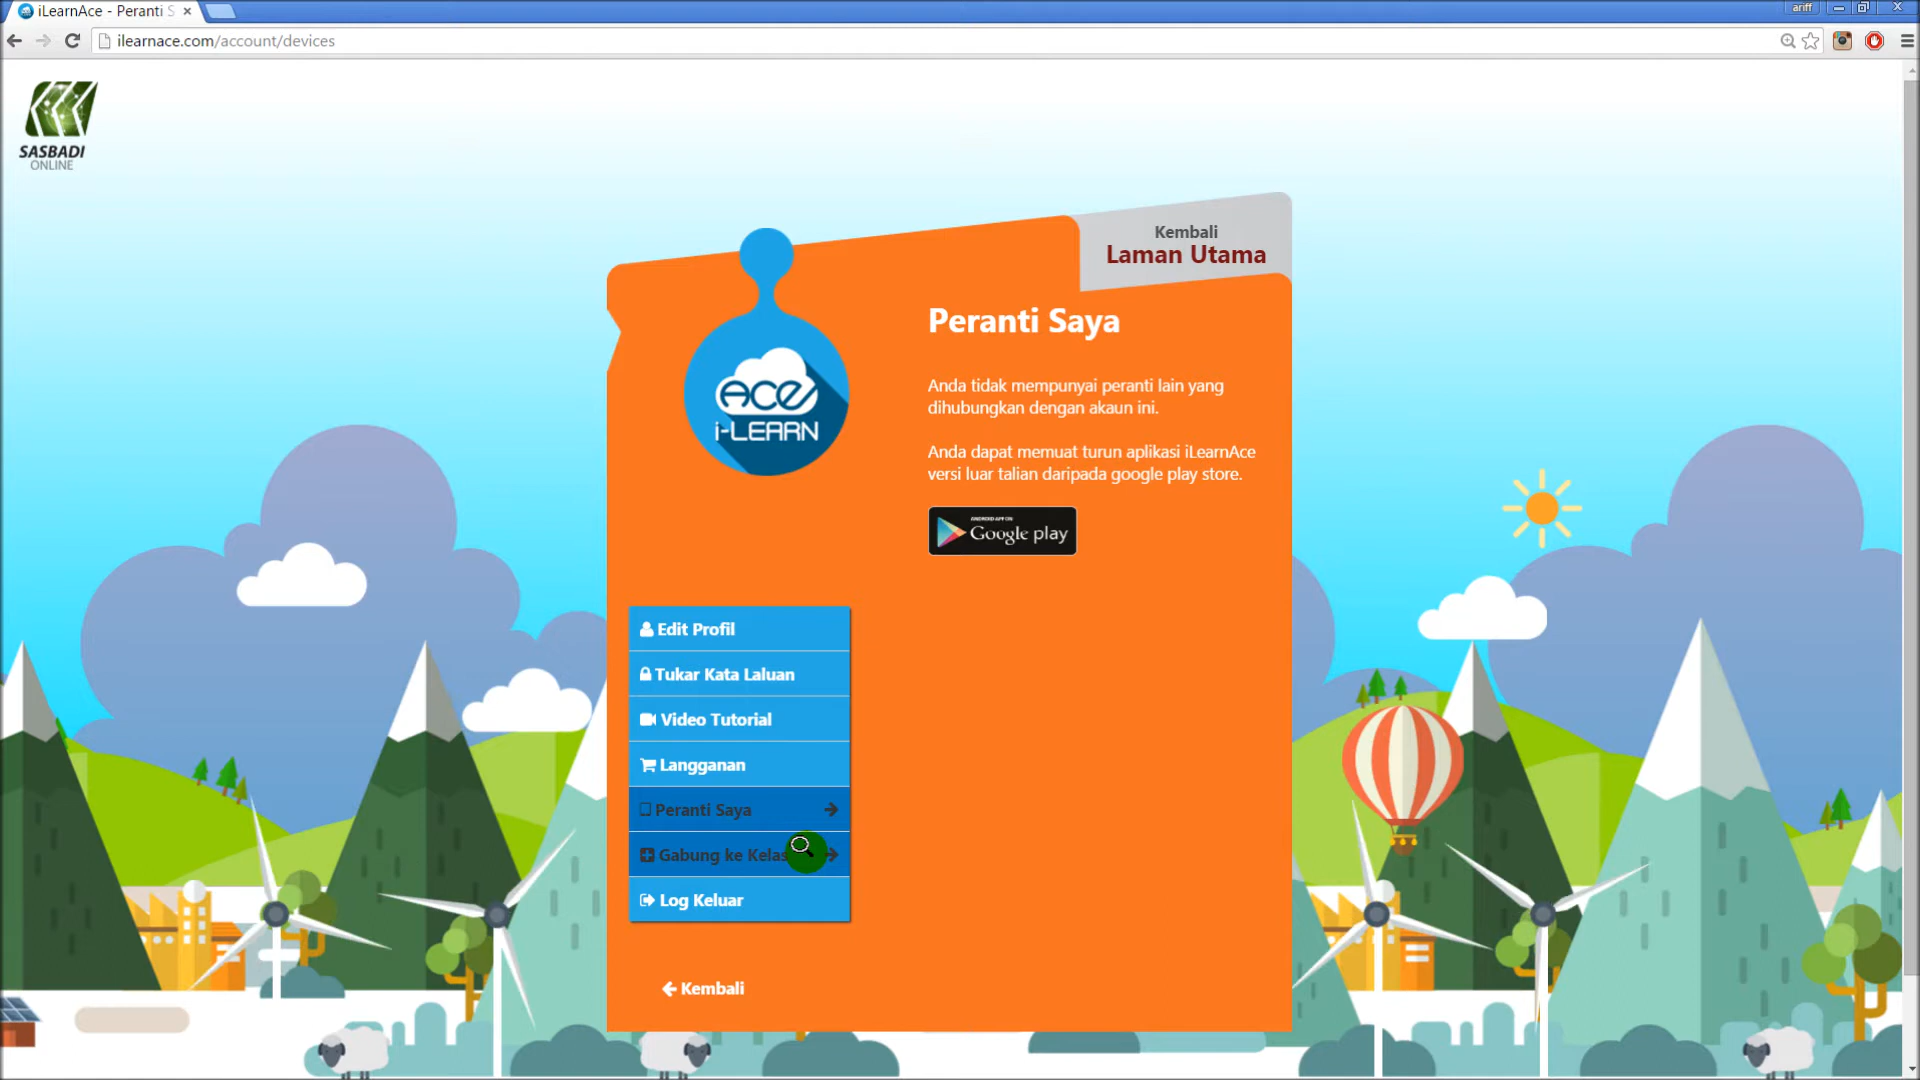 iLearnAce - Peranti S
ariff
ilearnace.com/account/devices
SASBADI
ONLINE
Kembali
Laman Utama
ACE
i-LEARN
Peranti Saya
Anda tidak mempunyai peranti lain yang
dihubungkan dengan akaun ini.
Anda dapat memuat turun aplikasi iLearnAce
versi luar talian daripada google play store.
ANDROID APP ON
Google play
Edit Profil
Tukar Kata Laluan
Video Tutorial
Langganan
Peranti Saya
Gabung ke Kelas
Log Keluar
Kembali